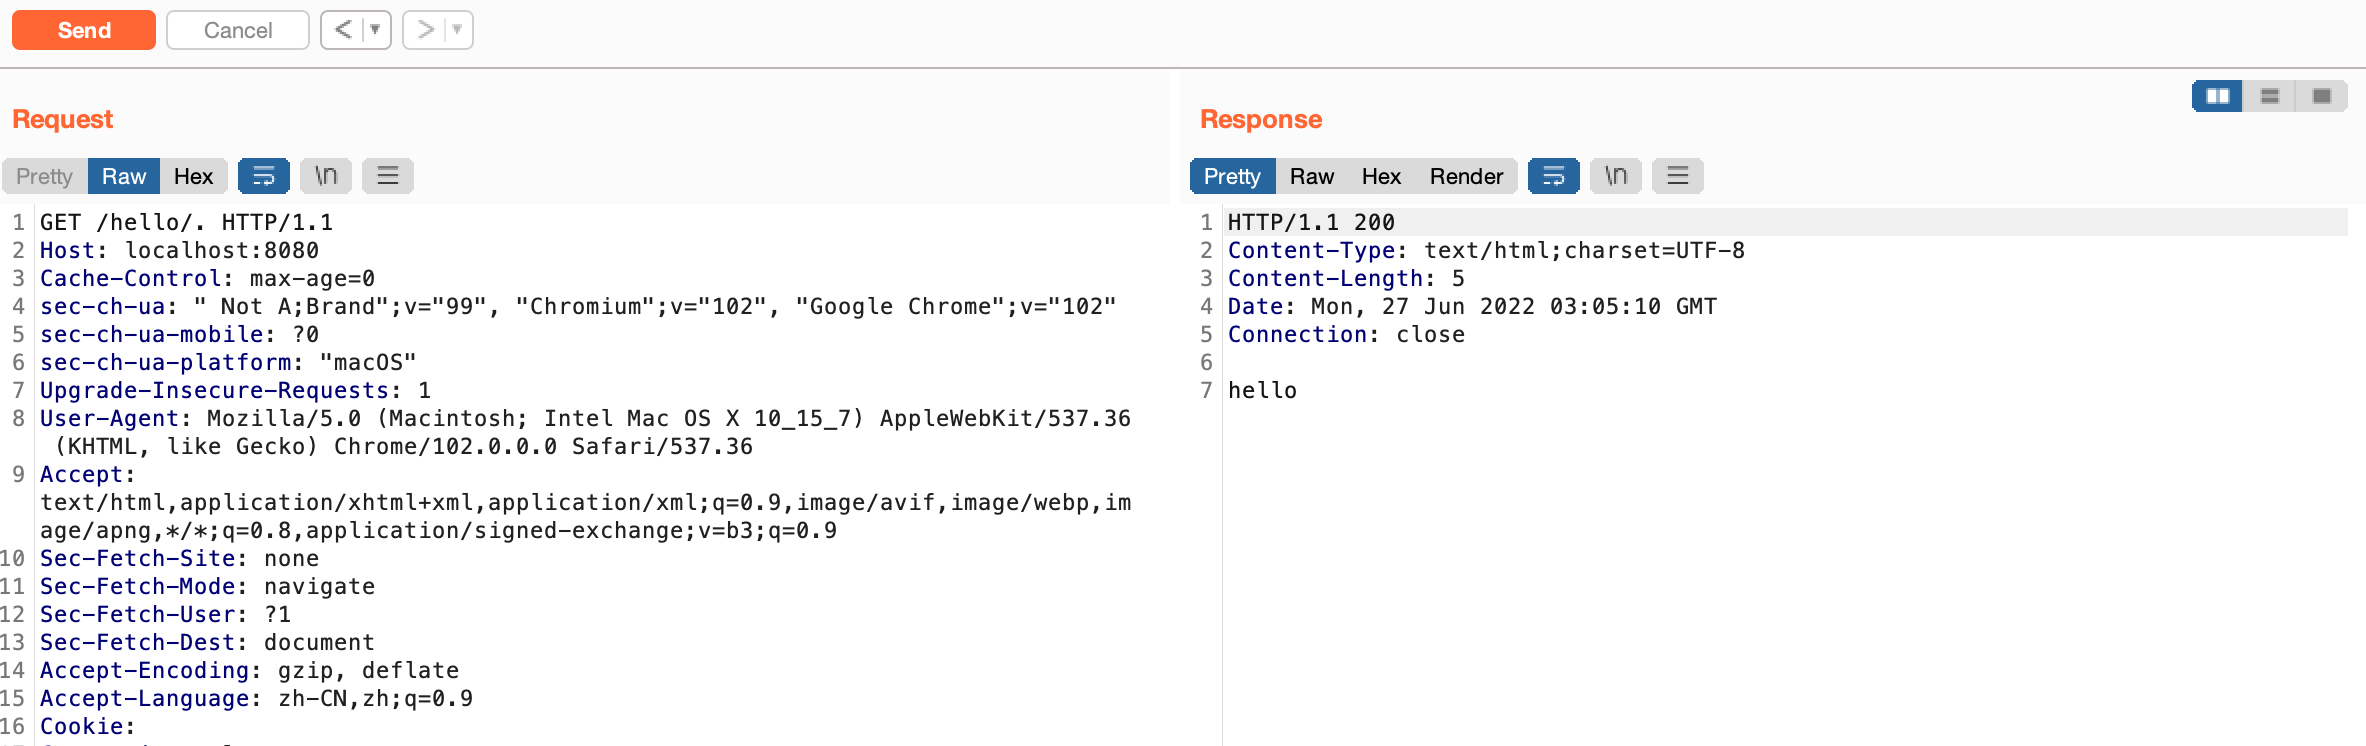 Send Cancel < ▼ > ▼
Request
Pretty Raw Hex \n
1 GET /hello/. HTTP/1.1
2 Host: localhost:8080
3 Cache-Control: max-age=0
4 sec-ch-ua: " Not A;Brand";v="99", "Chromium";v="102", "Google Chrome";v="102"
5 sec-ch-ua-mobile: ?0
6 sec-ch-ua-platform: "macOS"
7 Upgrade-Insecure-Requests: 1
8 User-Agent: Mozilla/5.0 (Macintosh; Intel Mac OS X 10_15_7) AppleWebKit/537.36
(KHTML, like Gecko) Chrome/102.0.0.0 Safari/537.36
9 Accept:
text/html,application/xhtml+xml,application/xml;q=0.9,image/avif,image/webp,im
age/apng,*/*;q=0.8,application/signed-exchange;v=b3;q=0.9
10 Sec-Fetch-Site: none
11 Sec-Fetch-Mode: navigate
12 Sec-Fetch-User: ?1
13 Sec-Fetch-Dest: document
14 Accept-Encoding: gzip, deflate
15 Accept-Language: zh-CN,zh;q=0.9
16 Cookie:
Response
Pretty Raw Hex Render \n
1 HTTP/1.1 200
2 Content-Type: text/html;charset=UTF-8
3 Content-Length: 5
4 Date: Mon, 27 Jun 2022 03:05:10 GMT
5 Connection: close
6
7 hello